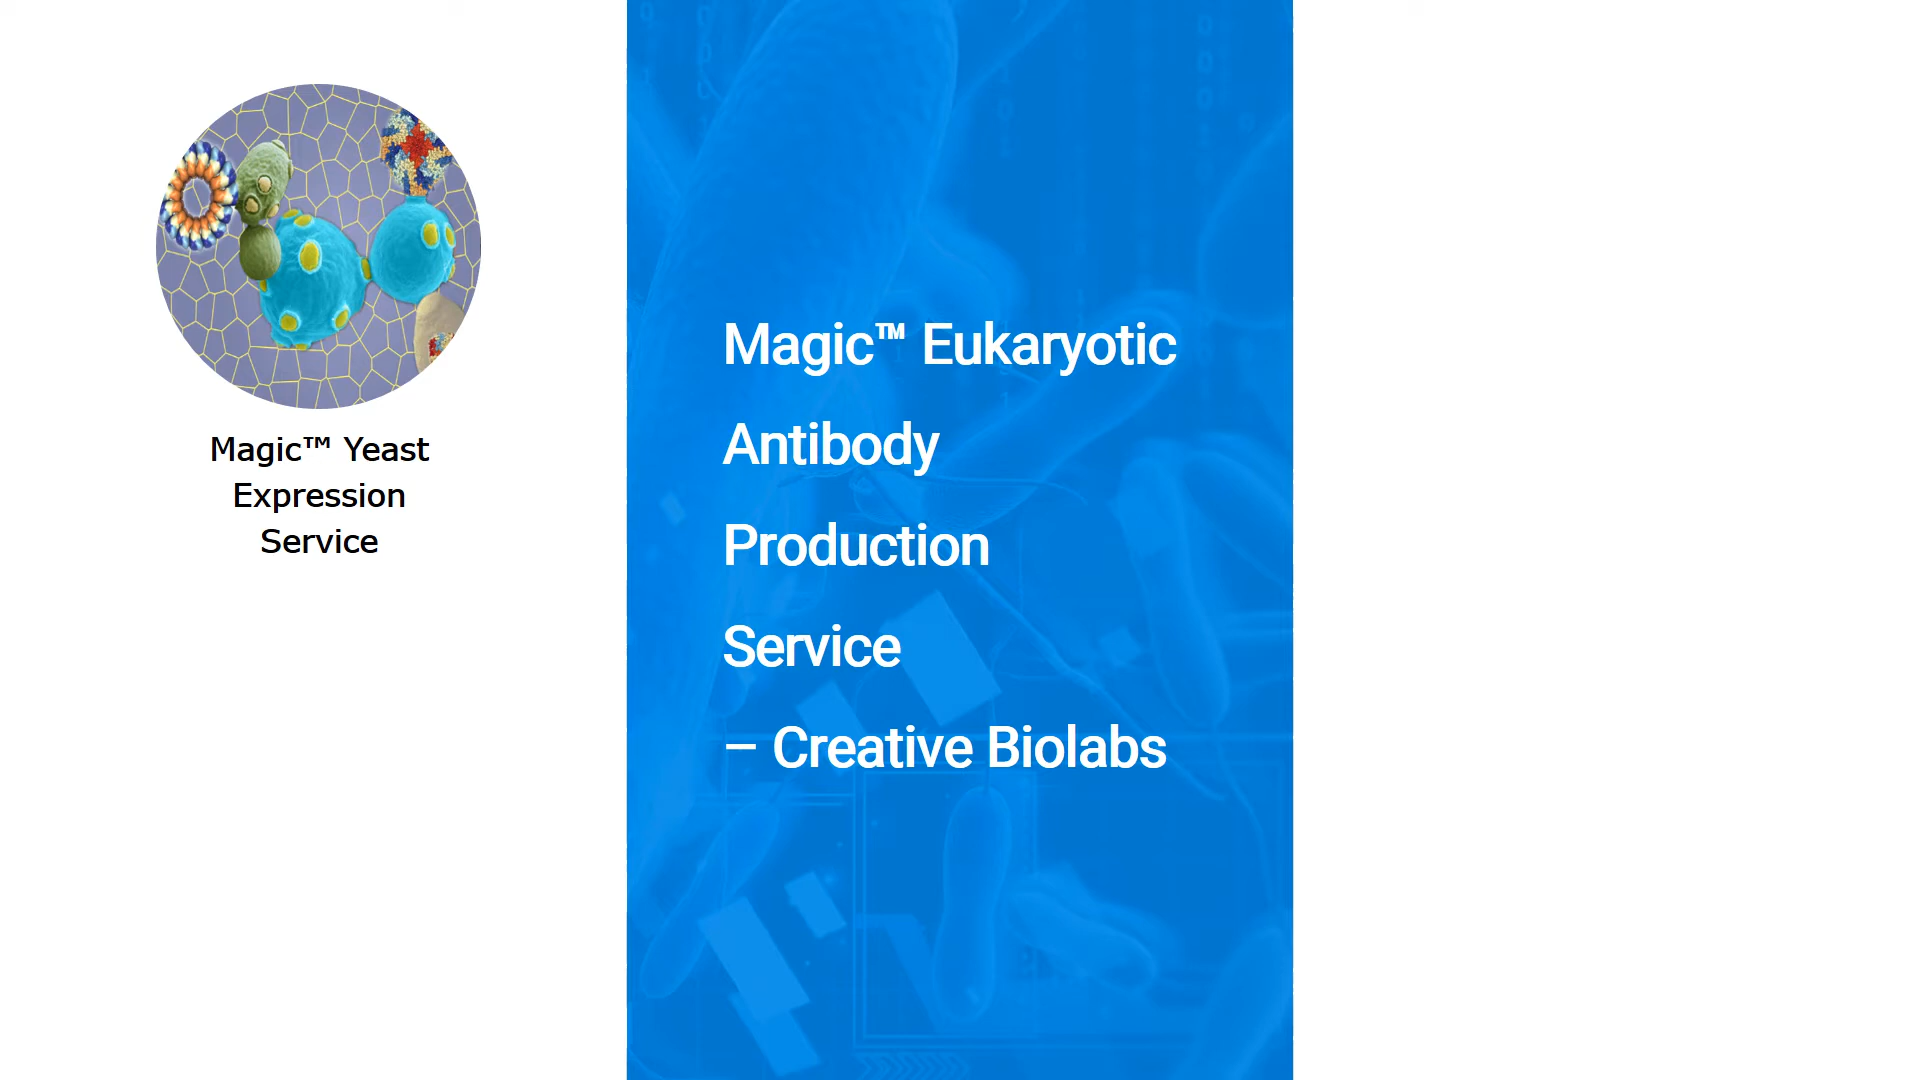 Magic™ Yeast
Expression
Service
Magic™ Eukaryotic
Antibody
Production
Service
– Creative Biolabs